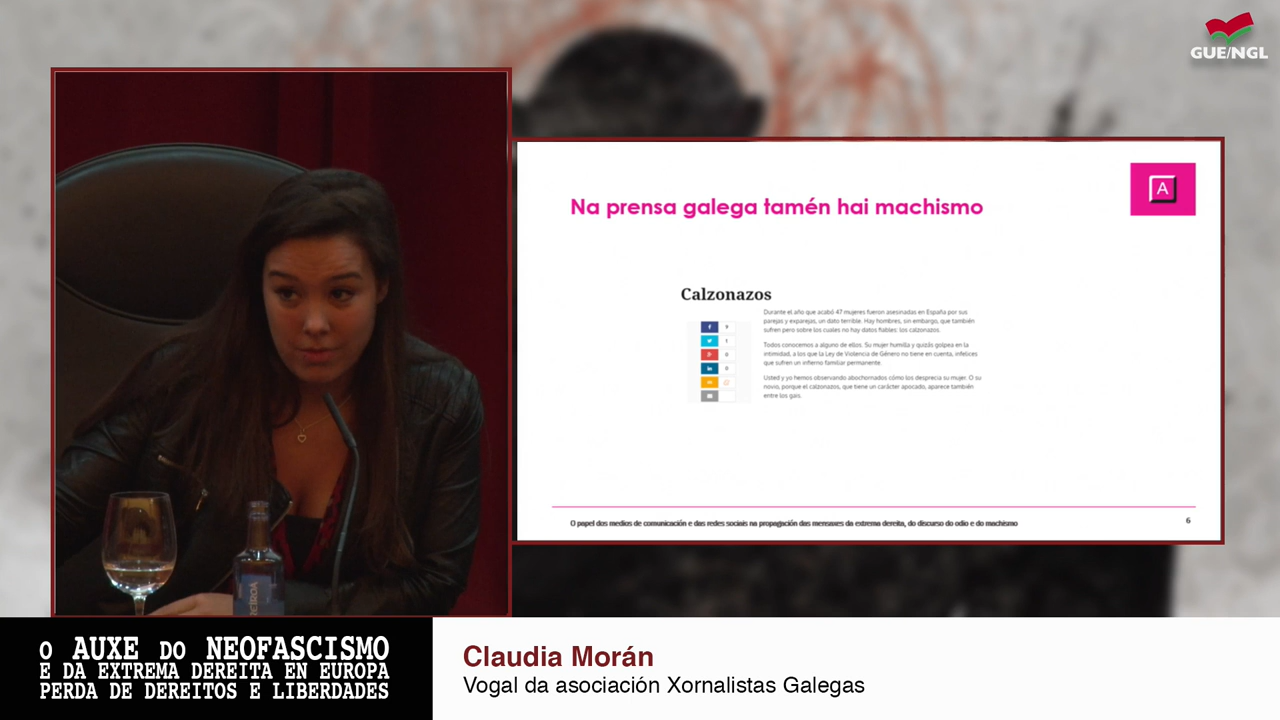 GUE/NGL
Na prensa galega tamén hai machismo
A
Calzonazos
Durante el año que acabó 47 mujeres fueron asesinadas en España por sus
parejas y exparejas, un dato terrible. Hay hombres, sin embargo, que también
sufren pero sobre los cuales no hay datos fiables: los calzonazos.
Todos conocemos a alguno de ellos. Su mujer humilla y quizás golpea en la
intimidad, a los que la Ley de Violencia de Género no tiene en cuenta, infelices
que sufren un infierno familiar permanente.
Usted y yo hemos observando abochornados cómo los desprecia su mujer. O su
novio, porque el calzonazos, que tiene un carácter apocado, aparece también
entre los gais.
O papel dos medios de comunicación e das redes sociais na propagación das mensaxes da extrema dereita, do discurso do odio e do machismo
6
O AUXE DO NEOFASCISMO
E DA EXTREMA DEREITA EN EUROPA
PERDA DE DEREITOS E LIBERDADES
Claudia Morán
Vogal da asociación Xornalistas Galegas